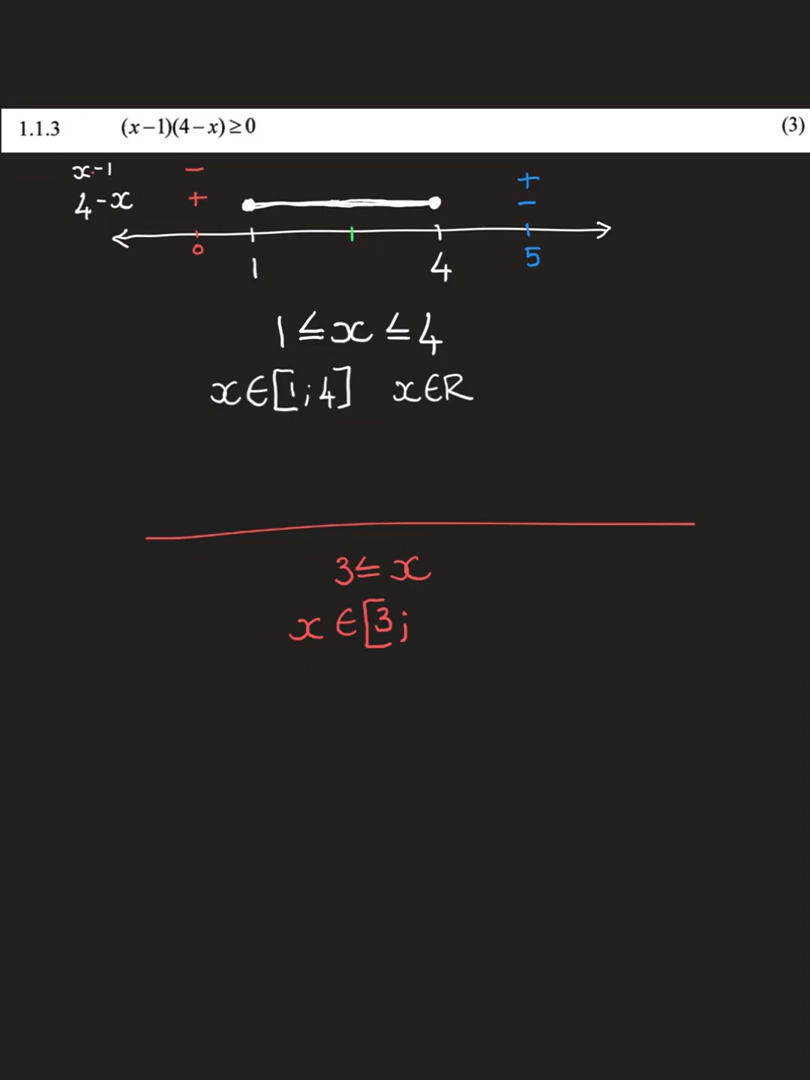 1.1.3 (x−1)(4−x)≥0 (3)
x-1 − +
4-x + −
0 1 4 5
1 ≤ x ≤ 4
x∈[1;4] x∈R
3≤ x
x ∈[3;